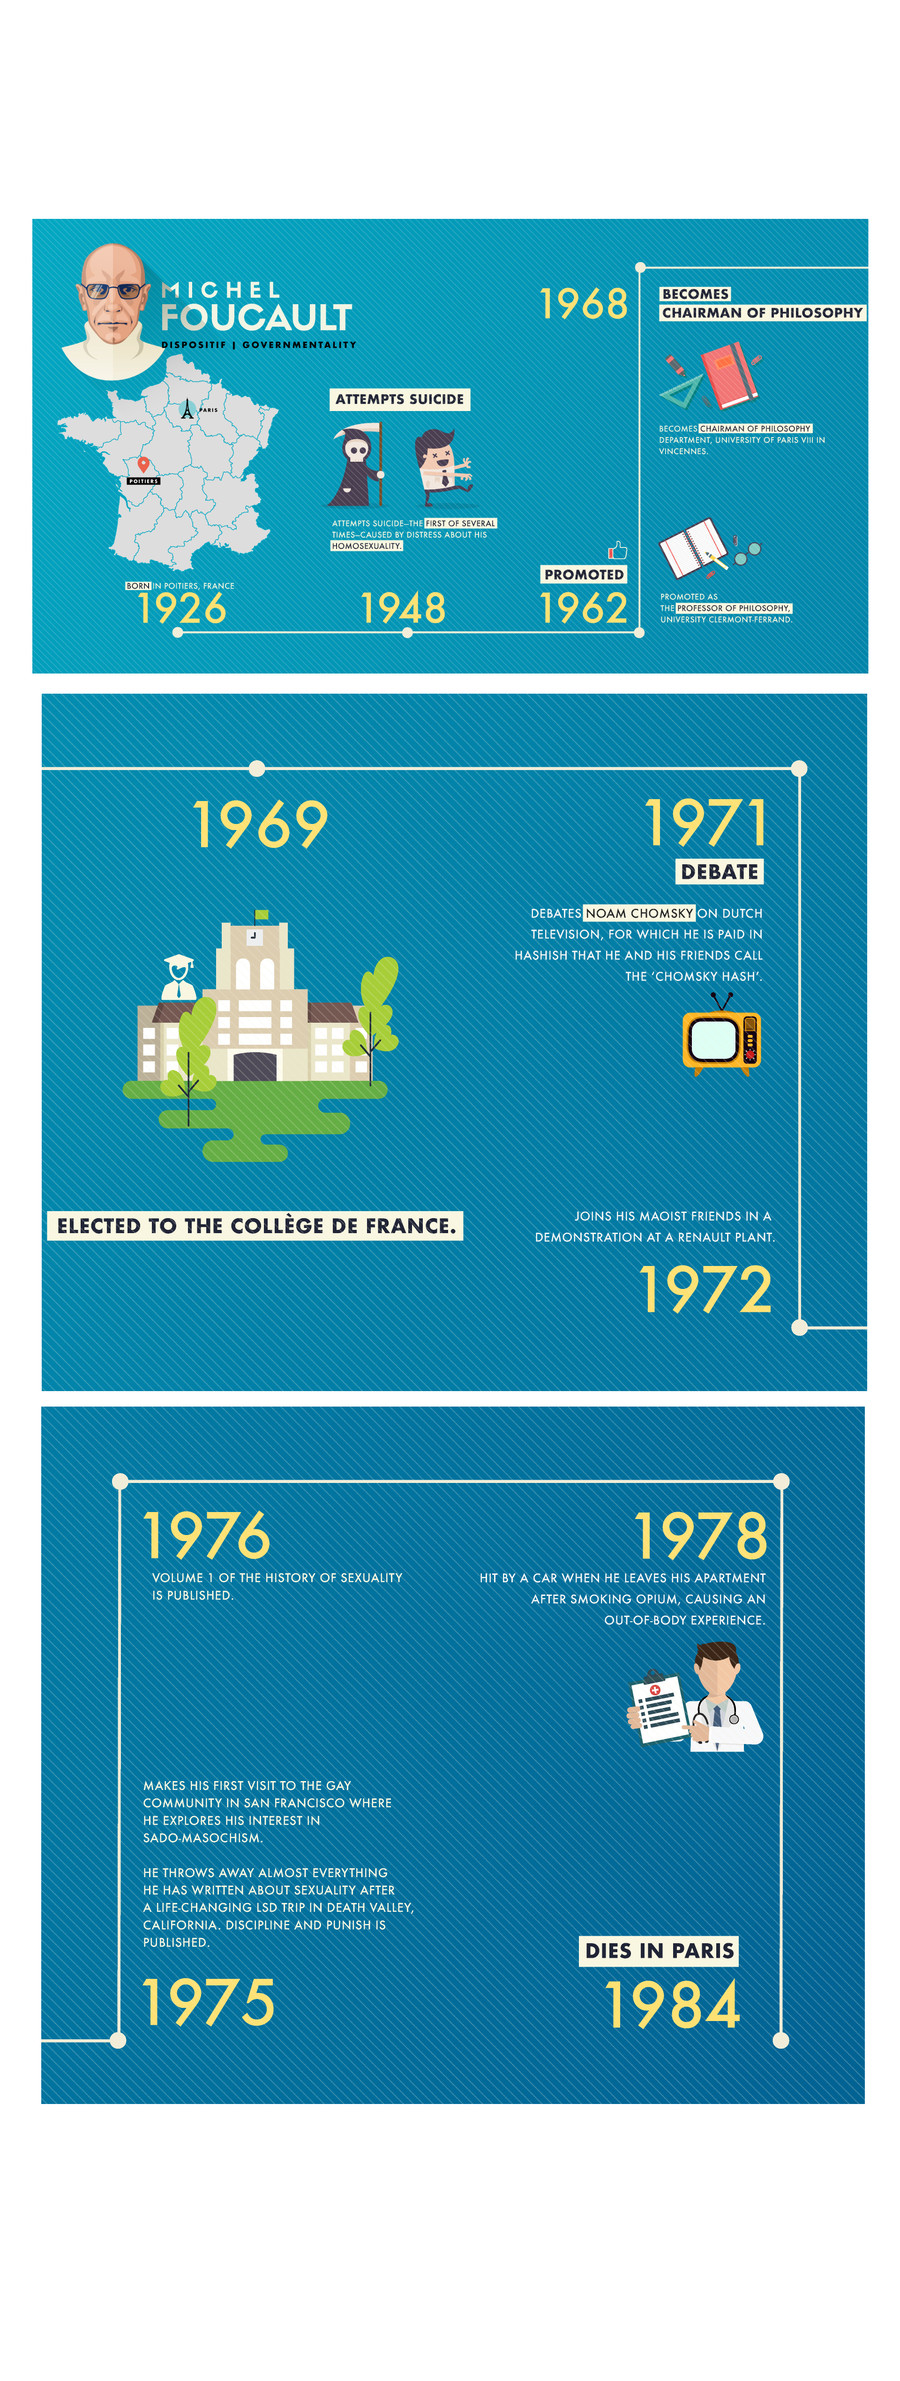 MICHEL
FOUCAULT
DISPOSITIF | GOVERNMENTALITY
PARIS
POITIERS
BORN IN POITIERS, FRANCE
1926
ATTEMPTS SUICIDE
ATTEMPTS SUICIDE–THE FIRST OF SEVERAL
TIMES–CAUSED BY DISTRESS ABOUT HIS
HOMOSEXUALITY.
1948
PROMOTED
1962
PROMOTED AS
THE PROFESSOR OF PHILOSOPHY,
UNIVERSITY CLERMONT-FERRAND.
1968
BECOMES
CHAIRMAN OF PHILOSOPHY
BECOMES CHAIRMAN OF PHILOSOPHY
DEPARTMENT, UNIVERSITY OF PARIS VIII IN
VINCENNES.
1969
ELECTED TO THE COLLÈGE DE FRANCE.
1971
DEBATE
DEBATES NOAM CHOMSKY ON DUTCH
TELEVISION, FOR WHICH HE IS PAID IN
HASHISH THAT HE AND HIS FRIENDS CALL
THE ‘CHOMSKY HASH’.
JOINS HIS MAOIST FRIENDS IN A
DEMONSTRATION AT A RENAULT PLANT.
1972
MAKES HIS FIRST VISIT TO THE GAY
COMMUNITY IN SAN FRANCISCO WHERE
HE EXPLORES HIS INTEREST IN
SADO-MASOCHISM.
HE THROWS AWAY ALMOST EVERYTHING
HE HAS WRITTEN ABOUT SEXUALITY AFTER
A LIFE-CHANGING LSD TRIP IN DEATH VALLEY,
CALIFORNIA. DISCIPLINE AND PUNISH IS
PUBLISHED.
1975
1976
VOLUME 1 OF THE HISTORY OF SEXUALITY
IS PUBLISHED.
1978
HIT BY A CAR WHEN HE LEAVES HIS APARTMENT
AFTER SMOKING OPIUM, CAUSING AN
OUT-OF-BODY EXPERIENCE.
DIES IN PARIS
1984